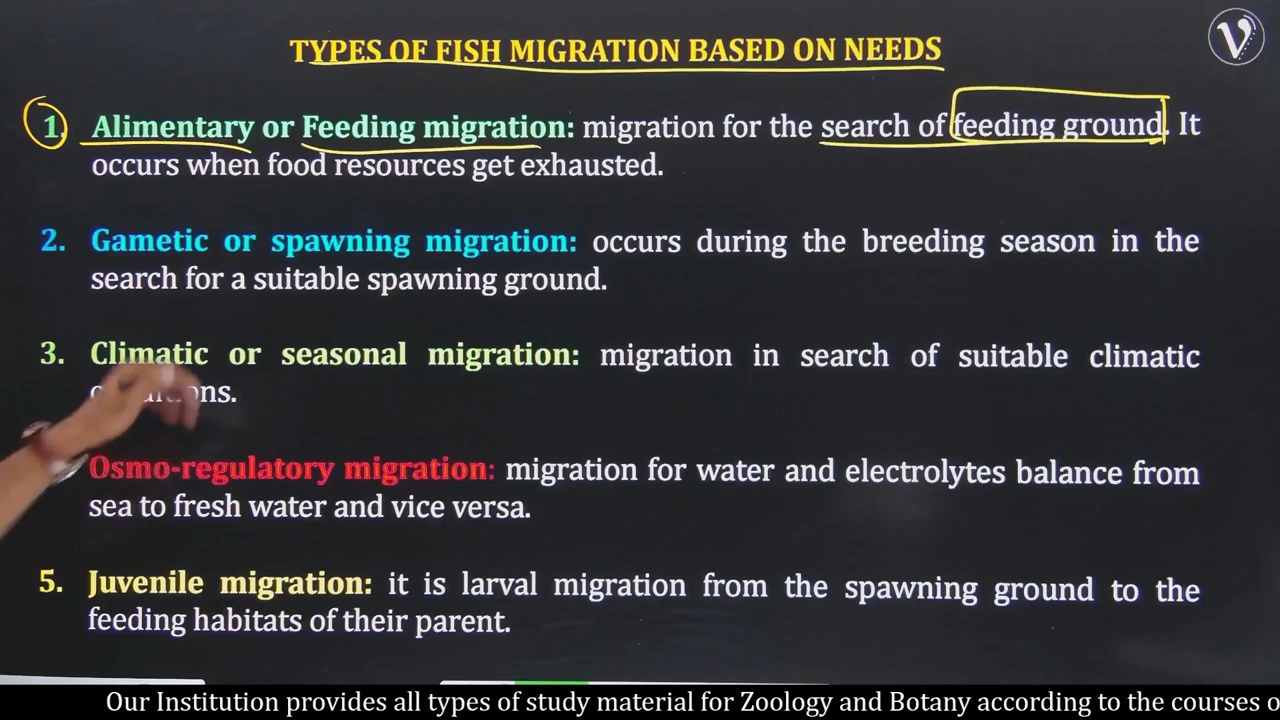 TYPES OF FISH MIGRATION BASED ON NEEDS
V
1. Alimentary or Feeding migration: migration for the search of feeding ground. It
occurs when food resources get exhausted.
2. Gametic or spawning migration: occurs during the breeding season in the
search for a suitable spawning ground.
3. Climatic or seasonal migration: migration in search of suitable climatic
Osmo-regulatory migration: migration for water and electrolytes balance from
sea to fresh water and vice versa.
5. Juvenile migration: it is larval migration from the spawning ground to the
feeding habitats of their parent.
Our Institution provides all types of study material for Zoology and Botany according to the courses